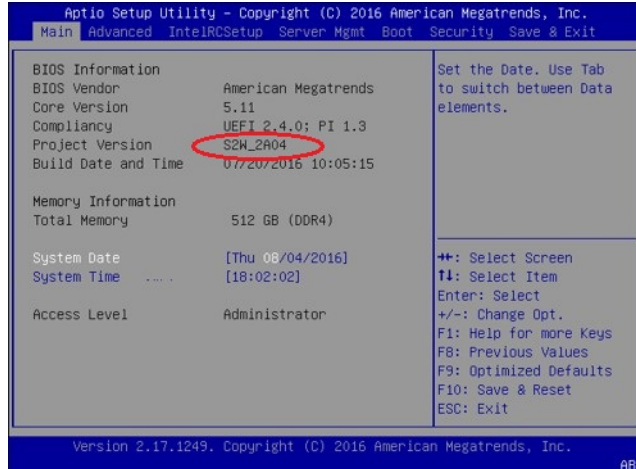 Aptio Setup Utility - Copyright (C) 2016 American Megatrends, Inc.
Main Advanced IntelRCSetup Server Mgmt Boot Security Save & Exit
BIOS Information
BIOS Vendor American Megatrends
Core Version 5.11
Compliancy UEFI 2.4.0; PI 1.3
Project Version S2W_2A04
Build Date and Time 07/20/2016 10:05:15
Memory Information
Total Memory 512 GB (DDR4)
System Date [Thu 08/04/2016]
System Time [18:02:02]
Access Level Administrator
Set the Date. Use Tab
to switch between Data
elements.
→←: Select Screen
↑↓: Select Item
Enter: Select
+/-: Change Opt.
F1: Help for more Keys
F8: Previous Values
F9: Optimized Defaults
F10: Save & Reset
ESC: Exit
Version 2.17.1249. Copyright (C) 2016 American Megatrends, Inc.
AB